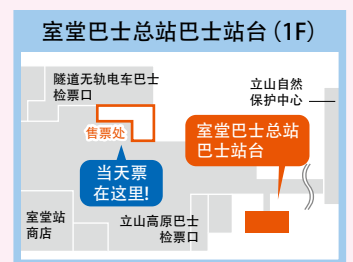 室堂巴士总站巴士站台（1F）
隧道无轨电车巴士
检票口
立山自然
保护中心
售票处
室堂巴士总站
巴士站台
当天票
在这里!
室堂站
商店
立山高原巴士
检票口